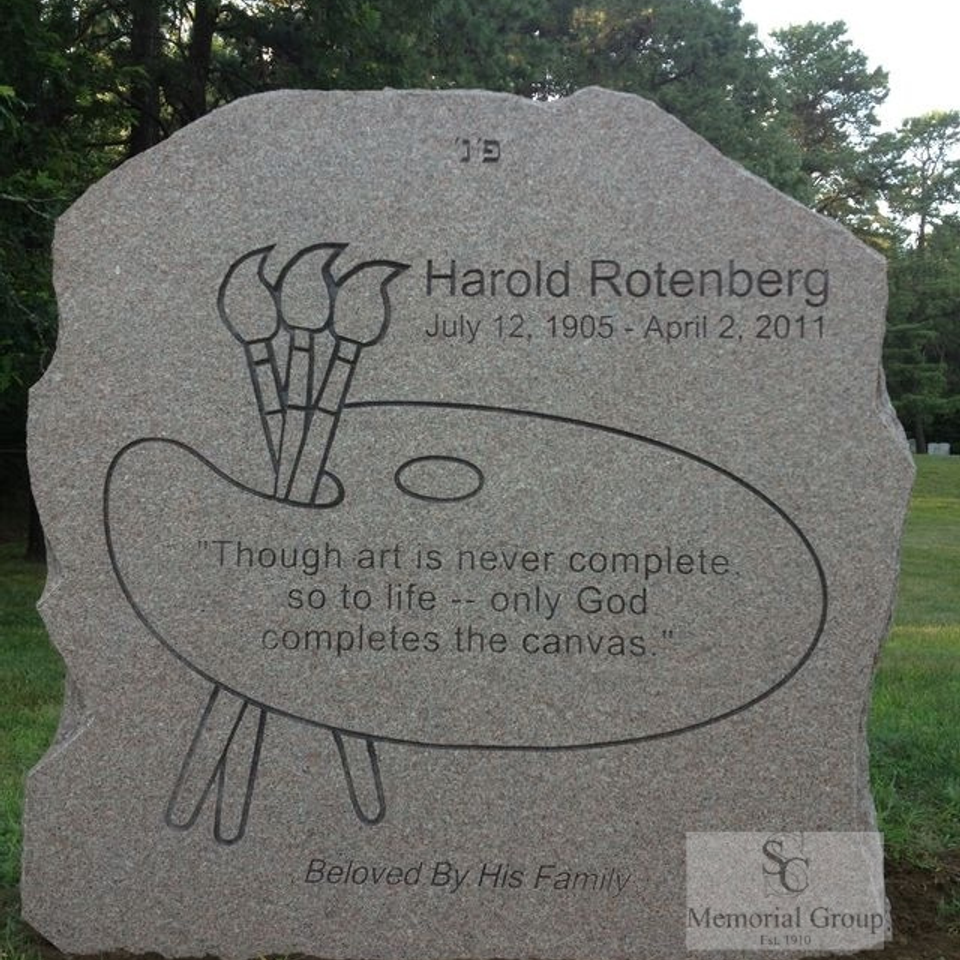 פ'נ'
Harold Rotenberg
July 12, 1905 - April 2, 2011
"Though art is never complete,
so to life -- only God
completes the canvas."
Beloved By His Family
SC
Memorial Group
Est. 1910